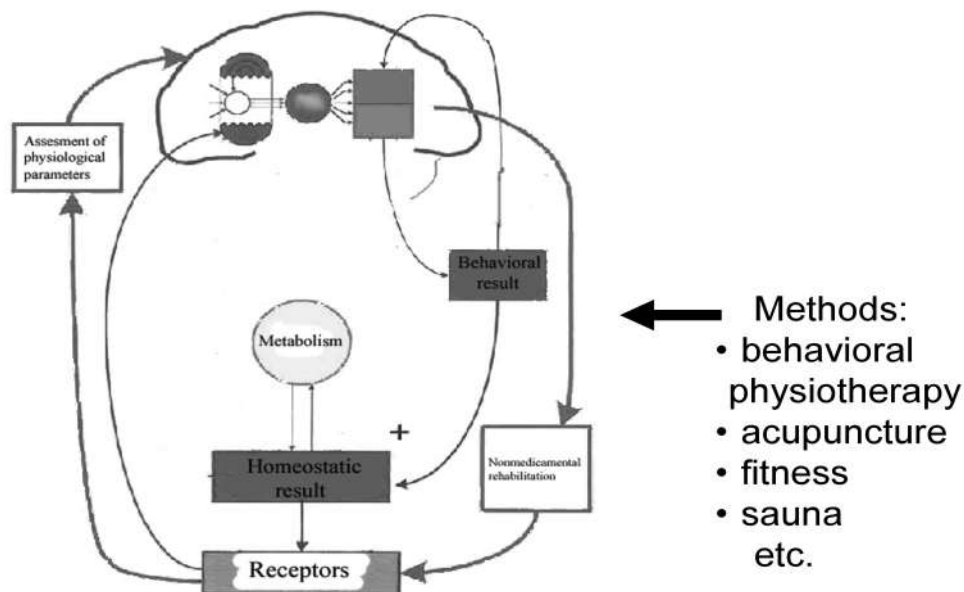 Assesment of
physiological
parameters
Behavioral
result
Metabolism
+
Homeostatic
result
Receptors
Nonmedicamental
rehabilitation
Methods:
• behavioral
physiotherapy
• acupuncture
• fitness
• sauna
etc.